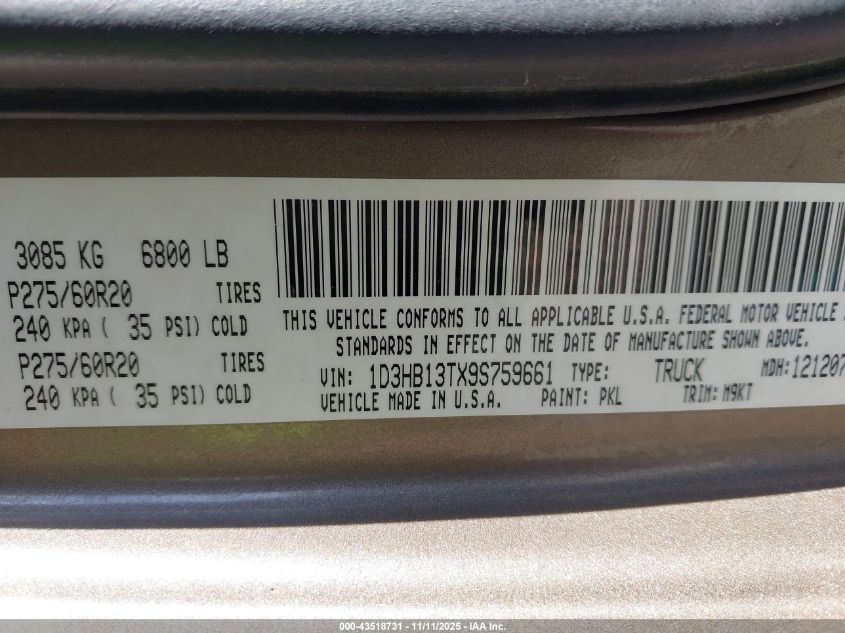 3085 KG 6800 LB
P275/60R20 TIRES
240 KPA ( 35 PSI) COLD
P275/60R20 TIRES
240 KPA ( 35 PSI) COLD
THIS VEHICLE CONFORMS TO ALL APPLICABLE U.S.A. FEDERAL MOTOR VEHICLE
STANDARDS IN EFFECT ON THE DATE OF MANUFACTURE SHOWN ABOVE.
VIN: 1D3HB13TX9S759661 TYPE: TRUCK MDH:121207
VEHICLE MADE IN U.S.A. PAINT: PKL TRIM: M9KT
000-43518731 - 11/11/2025 - IAA Inc.